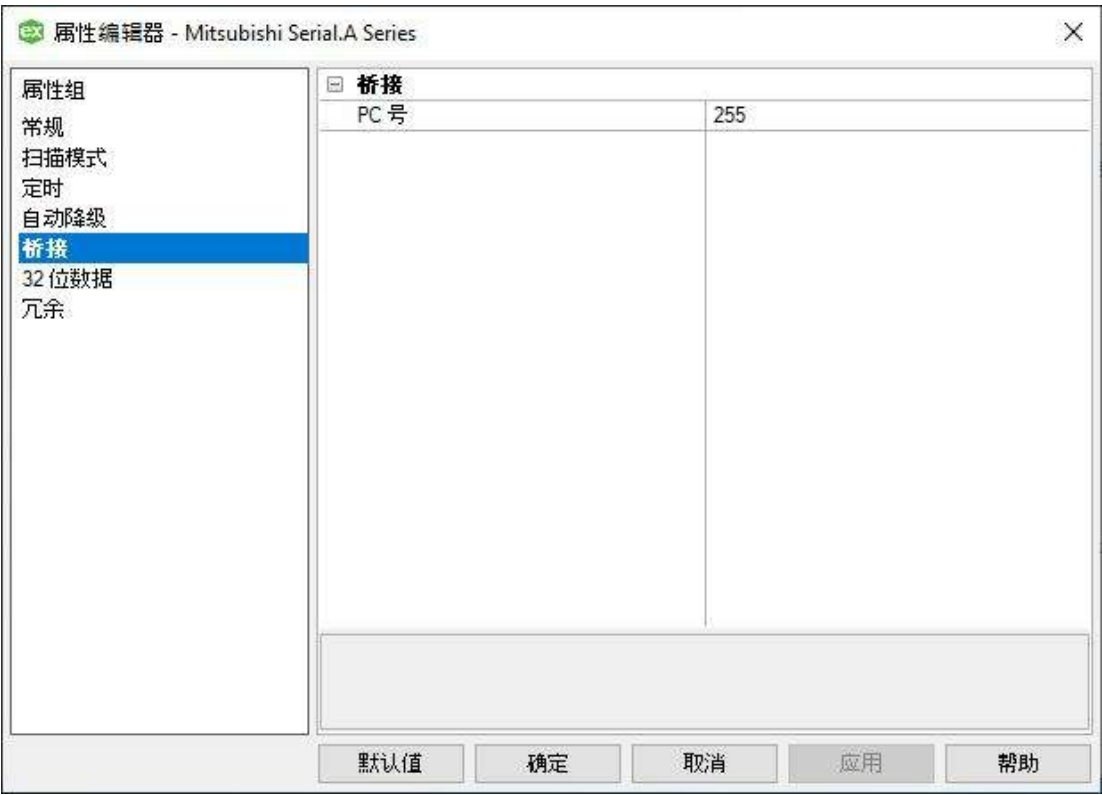 ex 属性编辑器 - Mitsubishi Serial.A Series
属性组
常规
扫描模式
定时
自动降级
桥接
32 位数据
冗余
桥接
PC 号 255
默认值 确定 取消 应用 帮助